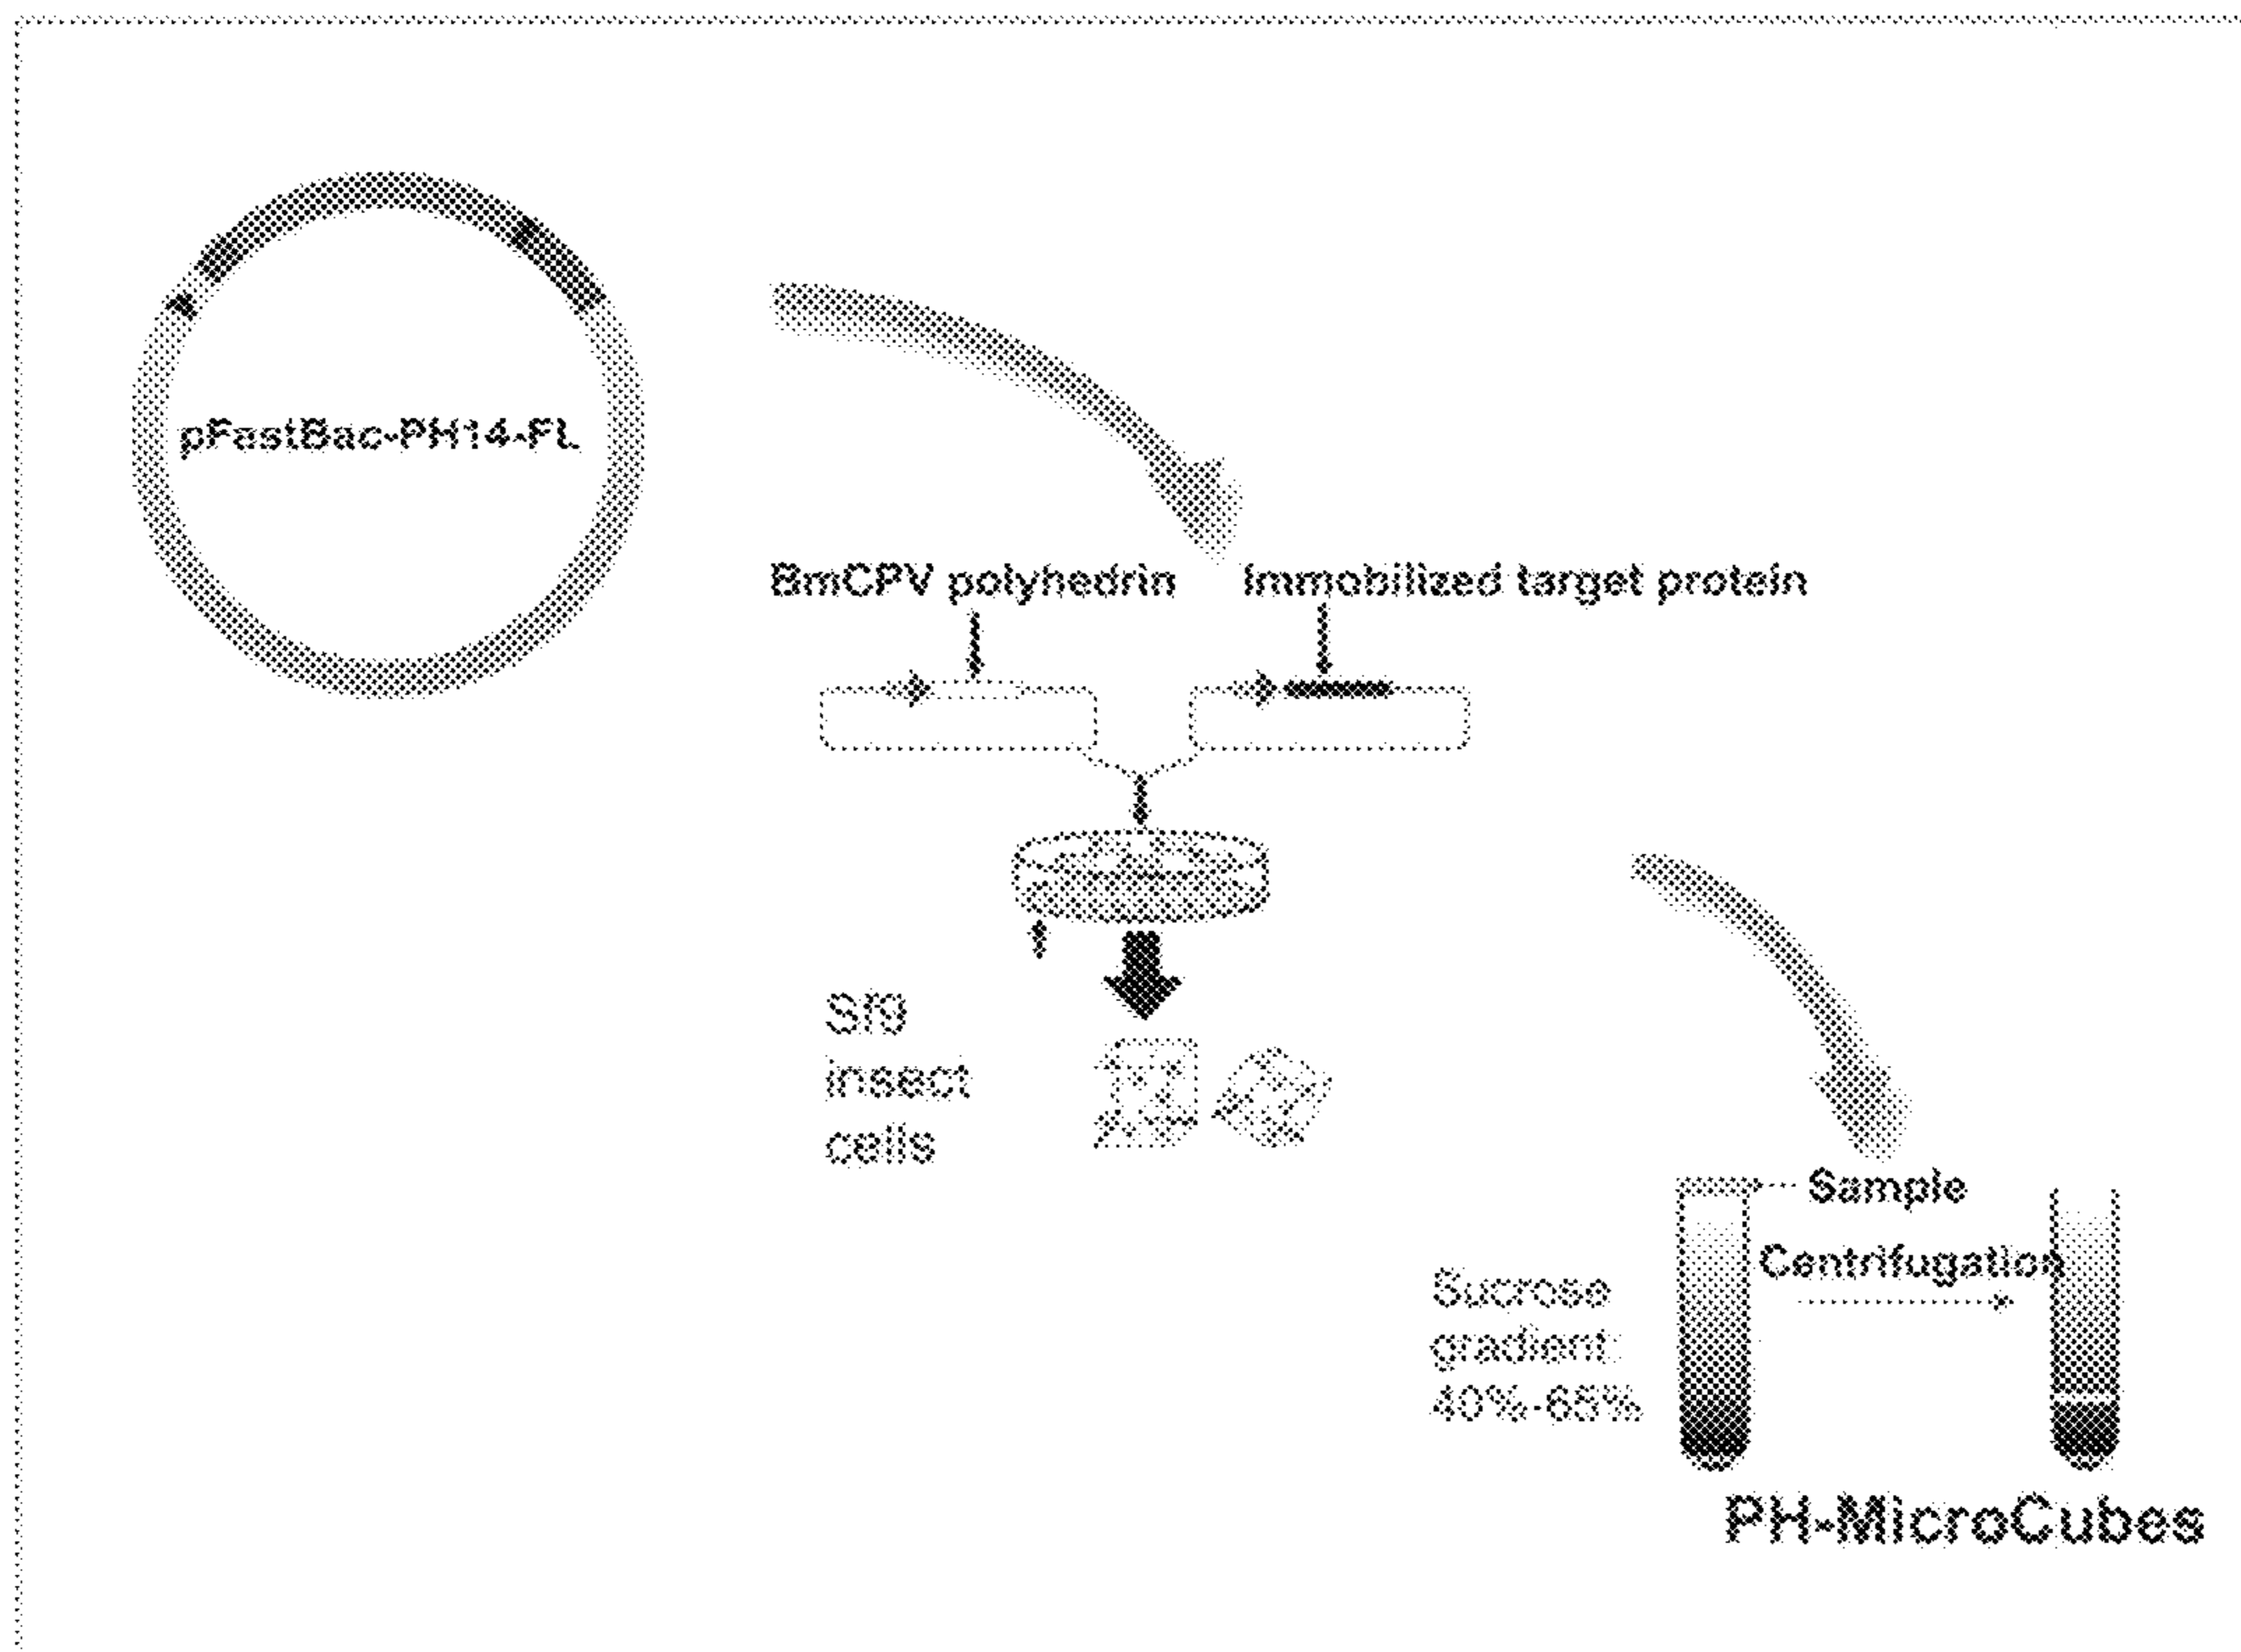 pFastBac-PH14-FL
BmCPV polyhedrin
Immobilized target protein
Sf9
insect
cells
Sample
Centrifugation
Sucrose
gradient
40%-65%
PH-MicroCubes